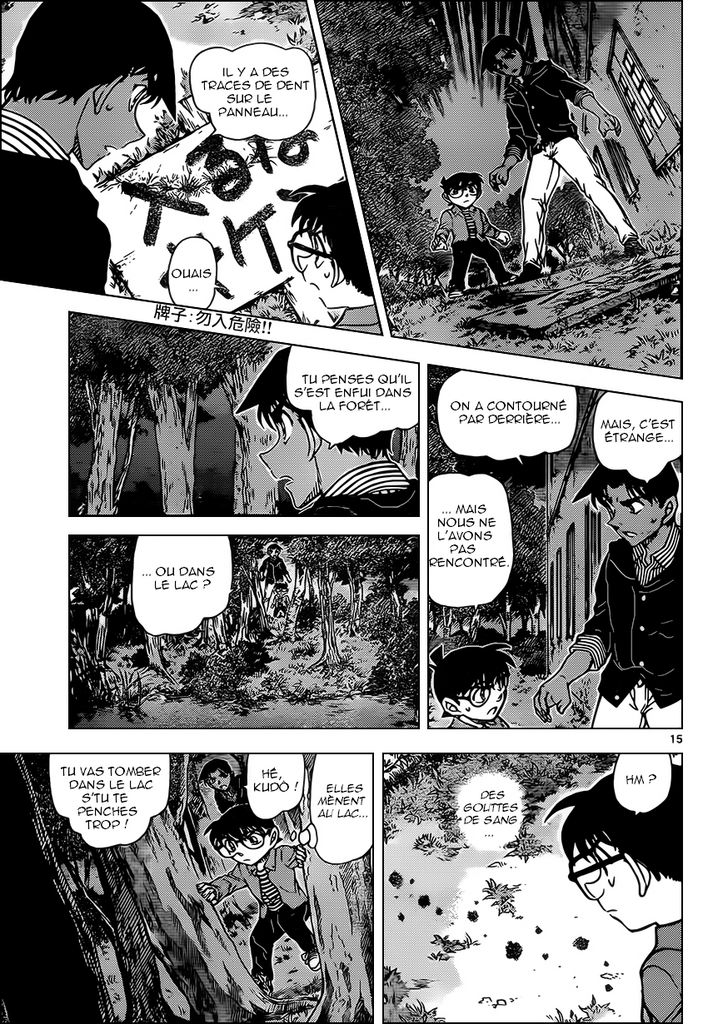 IL Y A DES
TRACES DE DENT
SUR LE
PANNEAU...
OUAIS
...
牌子:勿入危險!!
MAIS, C'EST
ÉTRANGE...
ON A CONTOURNÉ
PAR DERRIÈRE...
... MAIS
NOUS NE
L'AVONS
PAS
RENCONTRÉ.
TU PENSES QU'IL
S'EST ENFUI DANS
LA FORÊT...
... OU DANS
LE LAC ?
15
HM ?
DES
GOUTTES
DE SANG
...
ELLES
MÈNENT
AU LAC...
HÉ,
KUDÒ !
TU VAS TOMBER
DANS LE LAC
S'TU TE
PENCHES
TROP !